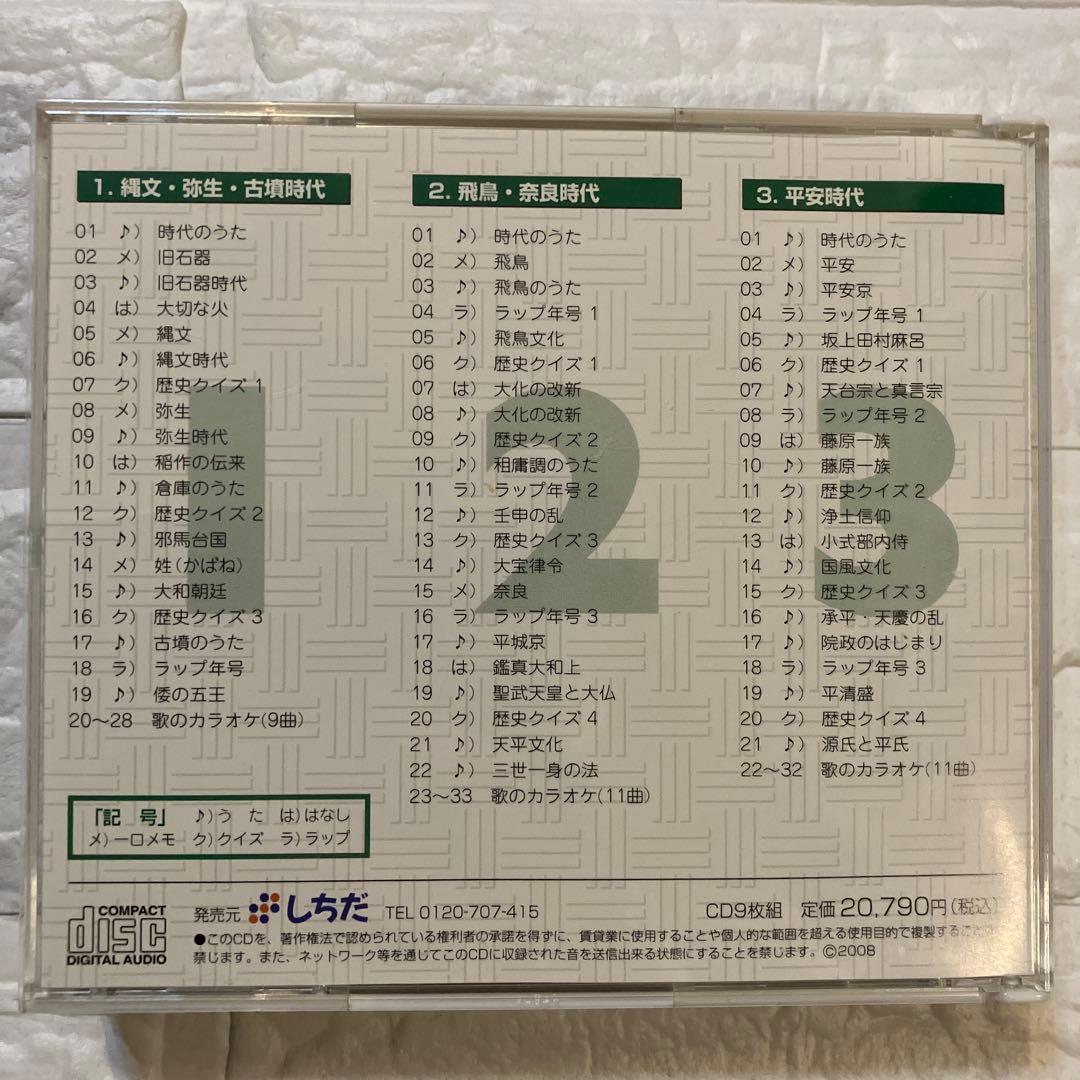 1. 縄文・弥生・古墳時代
01 ♪) 時代のうた
02 メ) 旧石器
03 ♪) 旧石器時代
04 は) 大切な火
05 メ) 縄文
06 ♪) 縄文時代
07 ク) 歴史クイズ 1
08 メ) 弥生
09 ♪) 弥生時代
10 は) 稲作の伝来
11 ♪) 倉庫のうた
12 ク) 歴史クイズ 2
13 ♪) 邪馬台国
14 メ) 姓(かばね)
15 ♪) 大和朝廷
16 ク) 歴史クイズ 3
17 ♪) 古墳のうた
18 ラ) ラップ年号
19 ♪) 倭の五王
20〜28 歌のカラオケ(9曲)
2. 飛鳥・奈良時代
01 ♪) 時代のうた
02 メ) 飛鳥
03 ♪) 飛鳥のうた
04 ラ) ラップ年号 1
05 ♪) 飛鳥文化
06 ク) 歴史クイズ 1
07 は) 大化の改新
08 ♪) 大化の改新
09 ク) 歴史クイズ 2
10 ♪) 租庸調のうた
11 ラ) ラップ年号 2
12 ♪) 壬申の乱
13 ク) 歴史クイズ 3
14 ♪) 大宝律令
15 メ) 奈良
16 ラ) ラップ年号 3
17 ♪) 平城京
18 は) 鑑真大和上
19 ♪) 聖武天皇と大仏
20 ク) 歴史クイズ 4
21 ♪) 天平文化
22 ♪) 三世一身の法
23〜33 歌のカラオケ(11曲)
3. 平安時代
01 ♪) 時代のうた
02 メ) 平安
03 ♪) 平安京
04 ラ) ラップ年号 1
05 ♪) 坂上田村麻呂
06 ク) 歴史クイズ 1
07 ♪) 天台宗と真言宗
08 ラ) ラップ年号 2
09 は) 藤原一族
10 ♪) 藤原一族
11 ク) 歴史クイズ 2
12 ♪) 浄土信仰
13 は) 小式部内侍
14 ♪) 国風文化
15 ク) 歴史クイズ 3
16 ♪) 承平・天慶の乱
17 ♪) 院政のはじまり
18 ラ) ラップ年号 3
19 ♪) 平清盛
20 ク) 歴史クイズ 4
21 ♪) 源氏と平氏
22〜32 歌のカラオケ(11曲)
1 2 3
「記 号」 ♪)う た は)はなし
メ)一口メモ ク)クイズ ラ)ラップ
COMPACT
disc
DIGITAL AUDIO
発売元 しちだ TEL 0120-707-415 CD9枚組 定価20,790円(税込)
●このCDを、著作権法で認められている権利者の承諾を得ずに、賃貸業に使用することや個人的な範囲を超える使用目的で複製することを
禁じます。また、ネットワーク等を通じてこのCDに収録された音を送信出来る状態にすることを禁じます。©2008